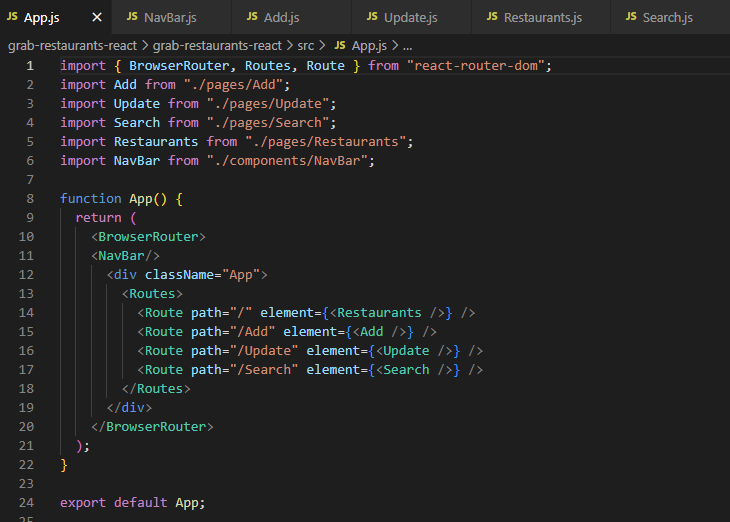 JS App.js × JS NavBar.js JS Add.js JS Update.js JS Restaurants.js JS Search.js
grab-restaurants-react > grab-restaurants-react > src > JS App.js > ...
1 import { BrowserRouter, Routes, Route } from "react-router-dom";
2 import Add from "./pages/Add";
3 import Update from "./pages/Update";
4 import Search from "./pages/Search";
5 import Restaurants from "./pages/Restaurants";
6 import NavBar from "./components/NavBar";
7
8 function App() {
9   return (
10     <BrowserRouter>
11     <NavBar/>
12       <div className="App">
13         <Routes>
14           <Route path="/" element={<Restaurants />} />
15           <Route path="/Add" element={<Add />} />
16           <Route path="/Update" element={<Update />} />
17           <Route path="/Search" element={<Search />} />
18         </Routes>
19       </div>
20     </BrowserRouter>
21   );
22 }
23
24 export default App;
25